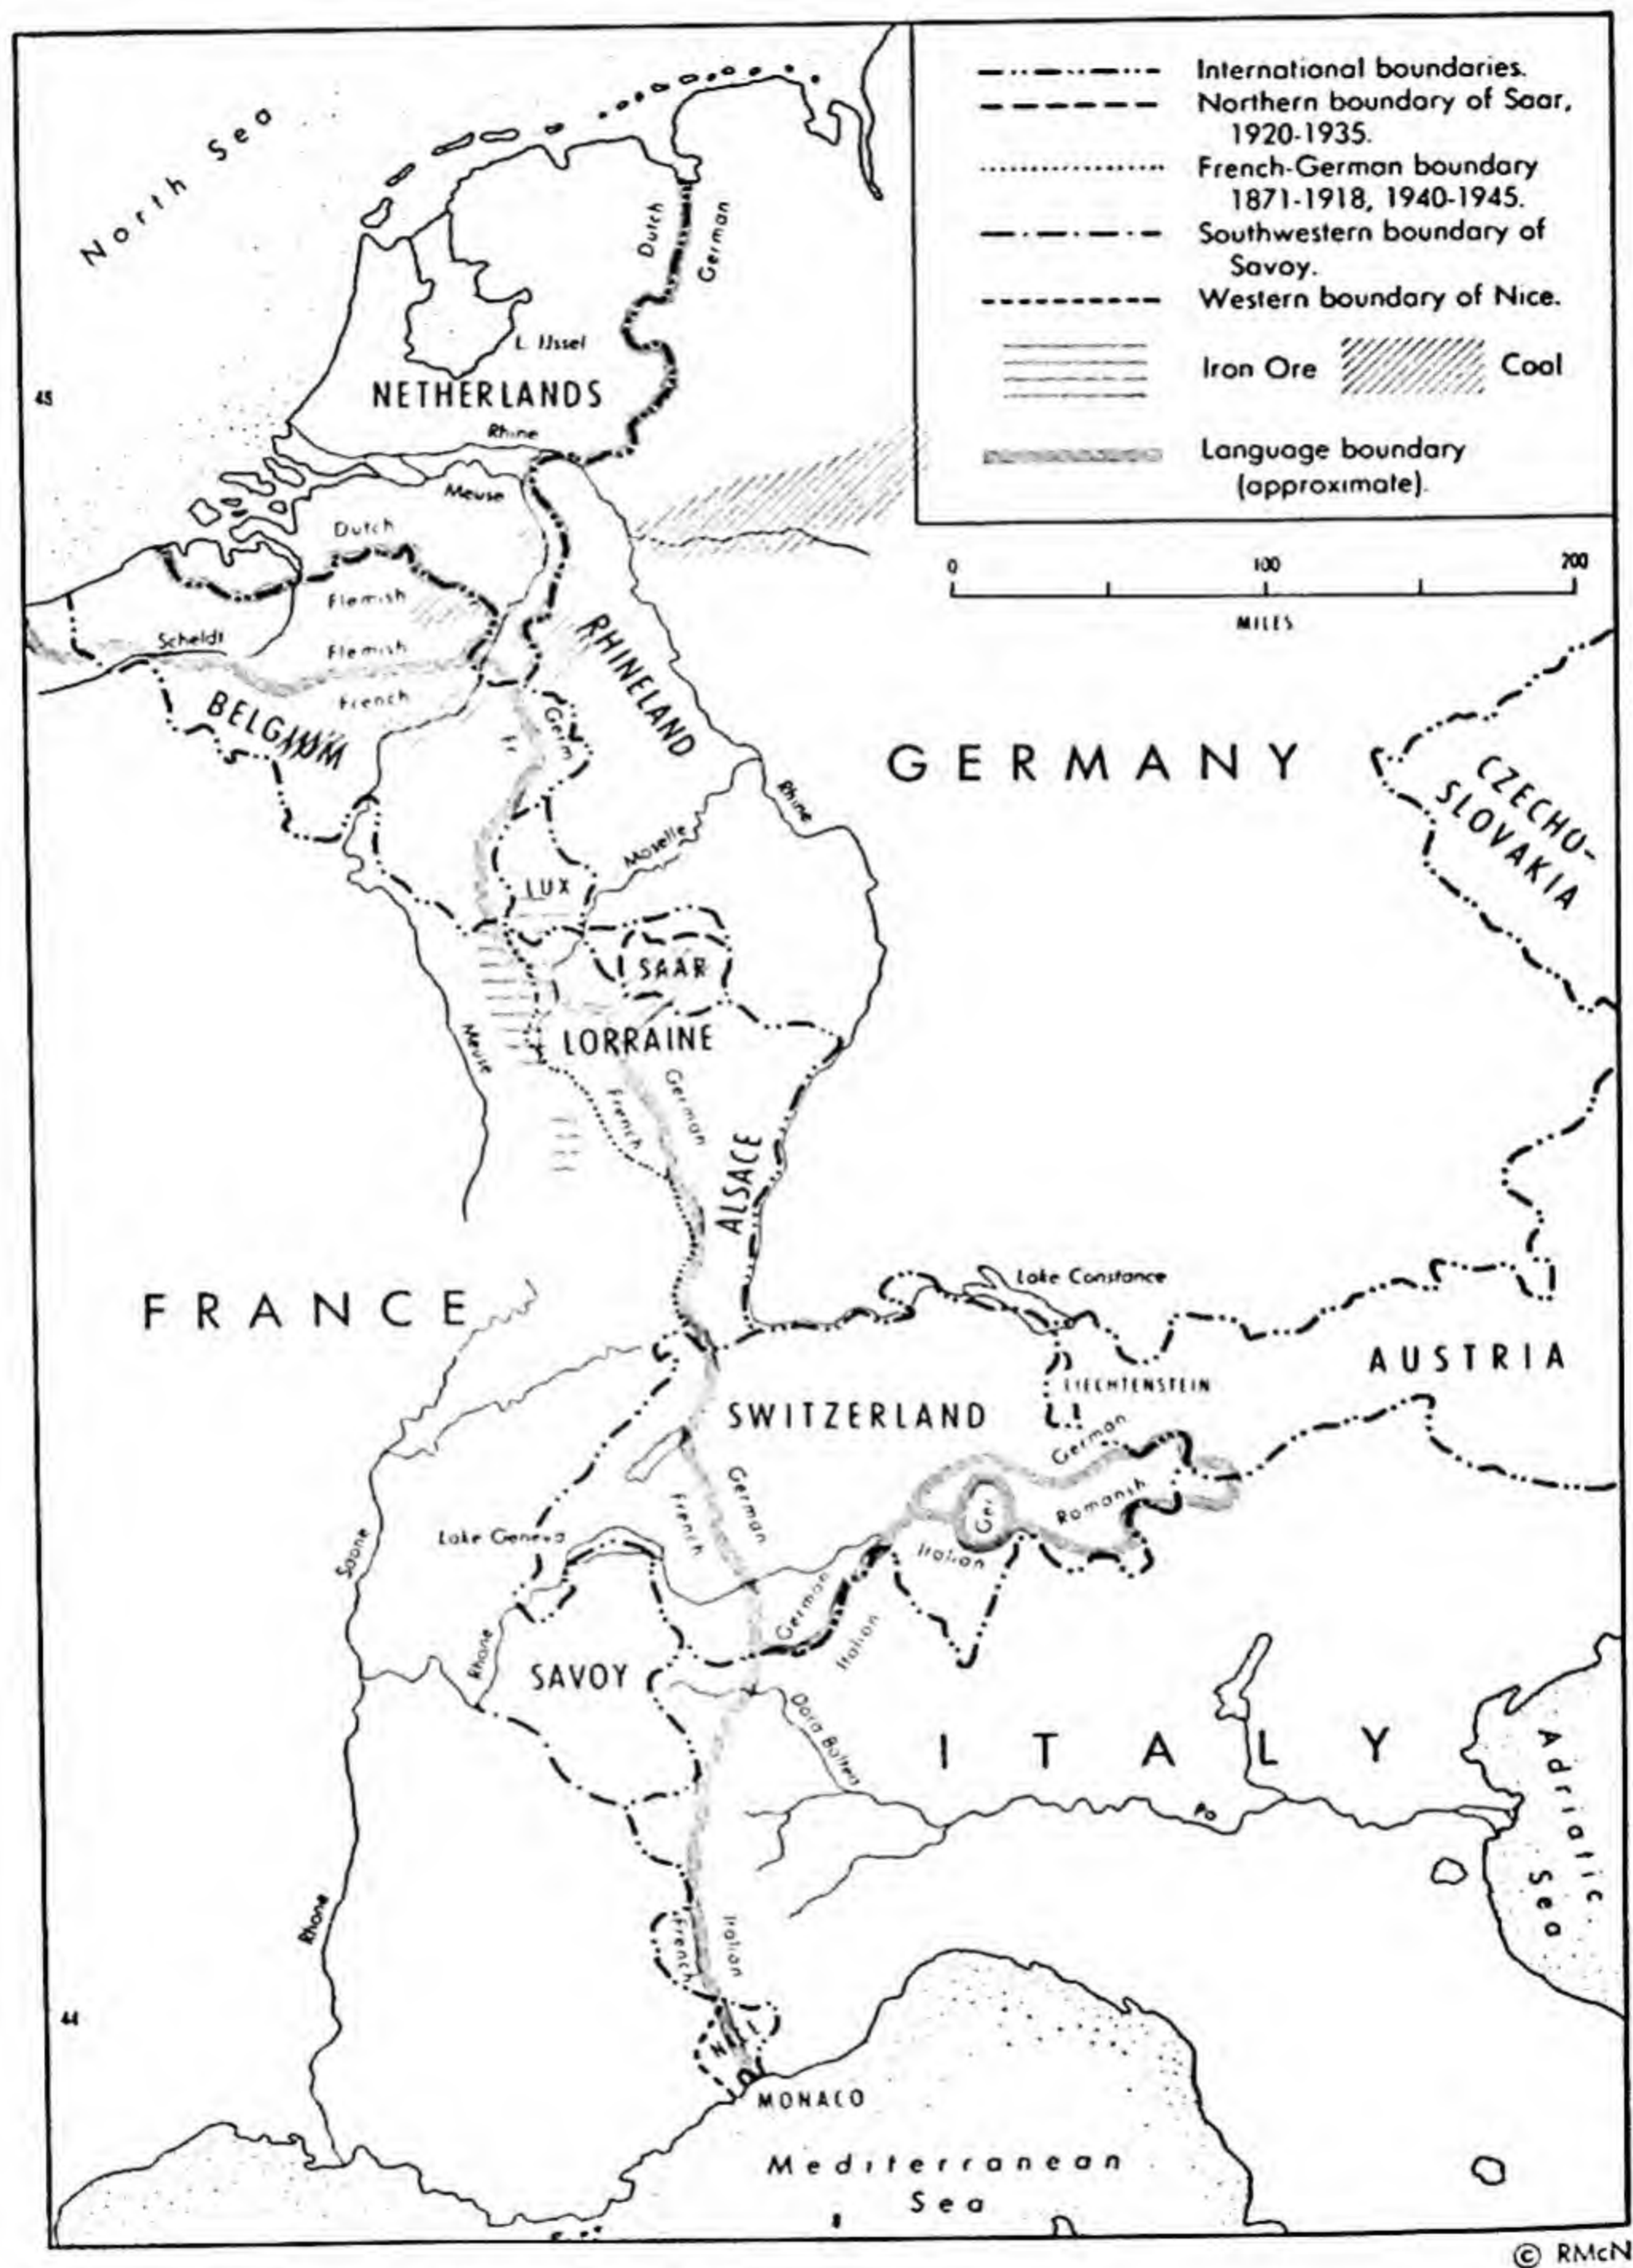 International boundaries.
Northern boundary of Saar,
1920-1935.
French-German boundary
1871-1918, 1940-1945.
Southwestern boundary of
Savoy.
Western boundary of Nice.
Iron Ore
Coal
Language boundary
(approximate).
0 100 200
MILES
North Sea
Dutch
German
L. IJssel
NETHERLANDS
Rhine
Meuse
Dutch
Flemish
Scheldt
Flemish
French
BELGIUM
RHINELAND
Fr
Germ
GERMANY
CZECHO-
SLOVAKIA
Rhine
Moselle
LUX
SAAR
LORRAINE
Meuse
German
French
ALSACE
FRANCE
Lake Constance
AUSTRIA
LIECHTENSTEIN
SWITZERLAND
German
Romansh
Ger
Italian
French
German
Lake Geneva
Saone
German
Italian
Rhone
SAVOY
Dora Baltea
ITALY
Po
Adriatic
Sea
Rhone
French
Italian
44
N
MONACO
Mediterranean
Sea
© RMcN